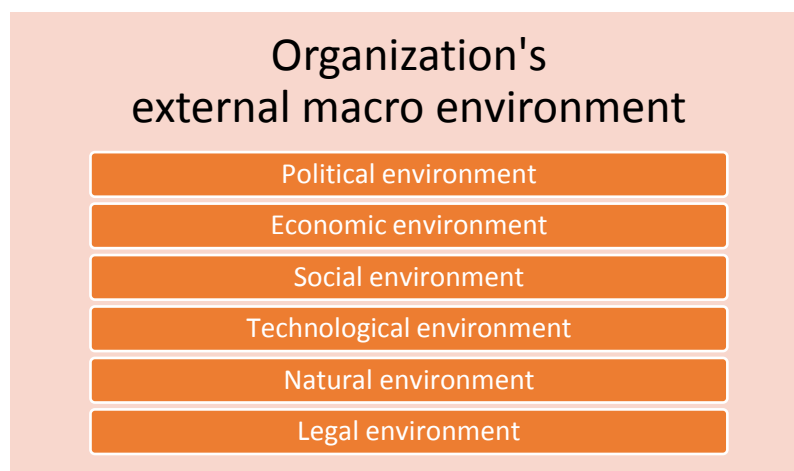 Organization's
external macro environment
Political environment
Economic environment
Social environment
Technological environment
Natural environment
Legal environment